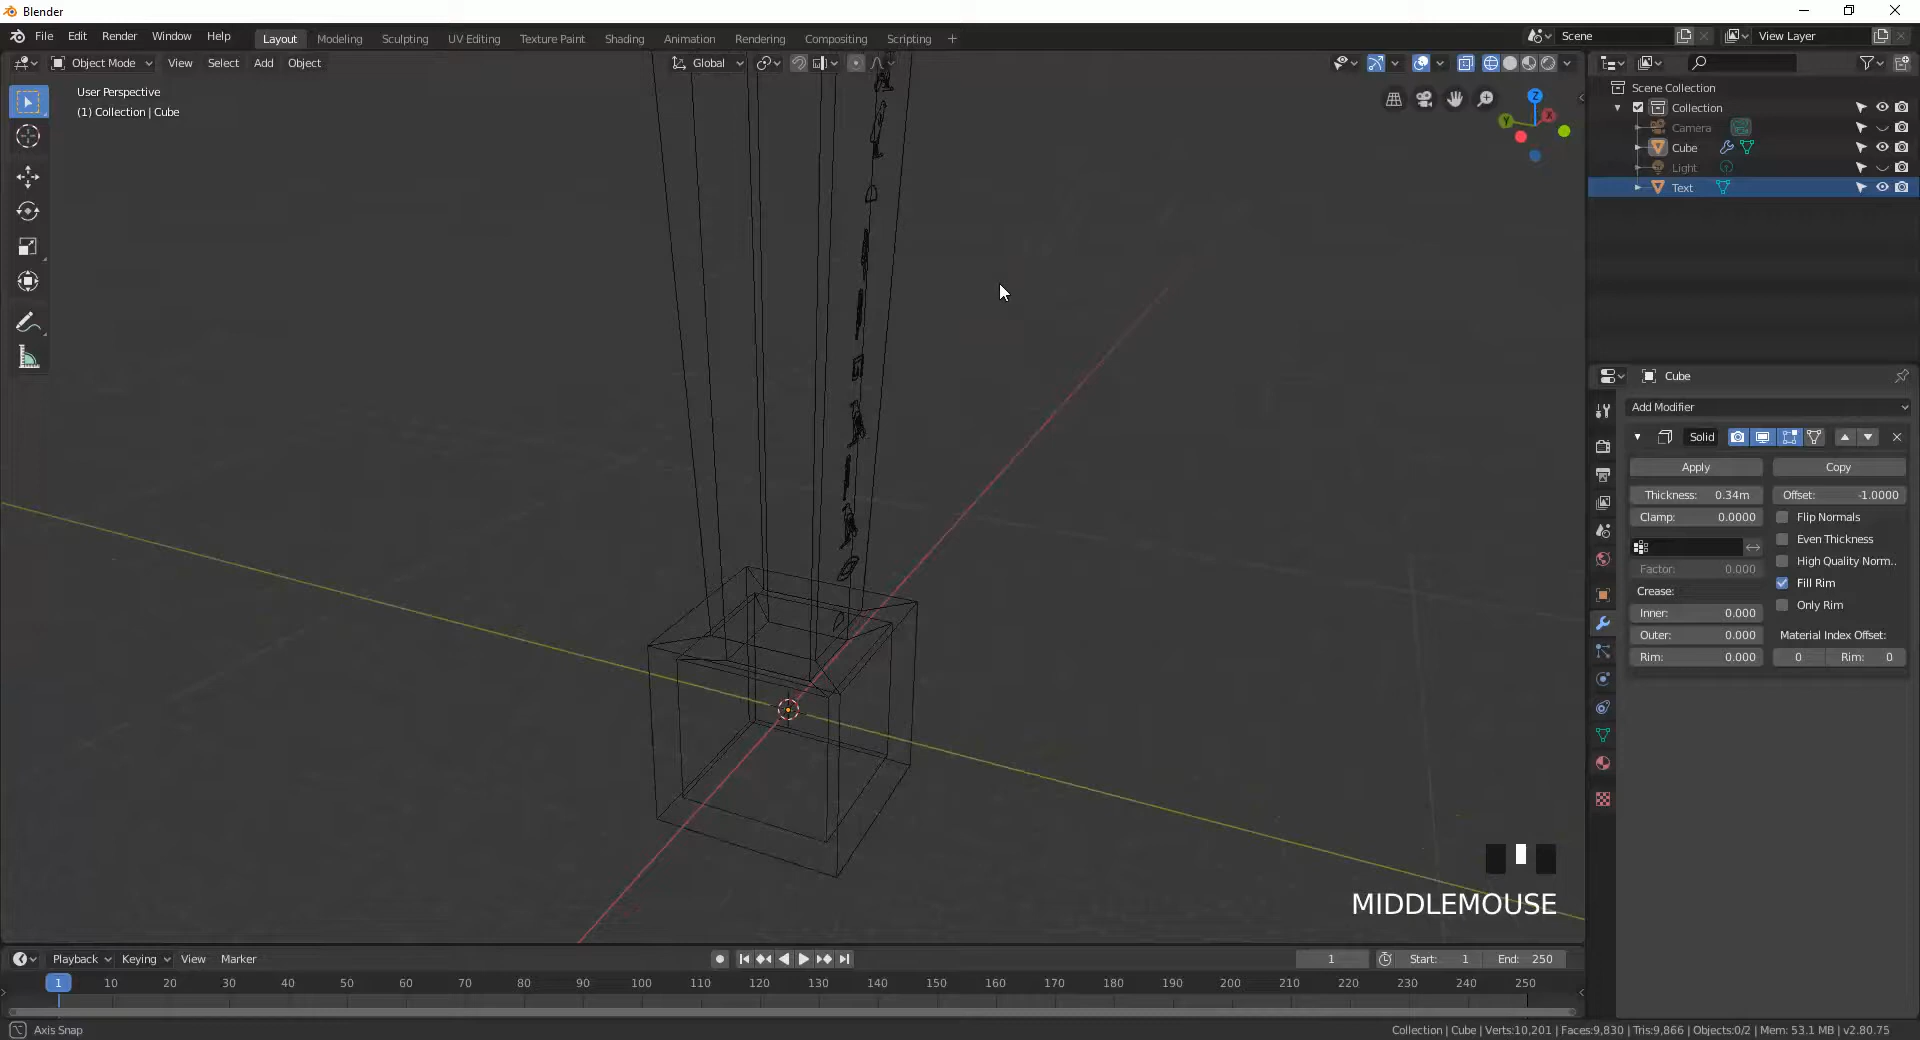 Blender
File Edit Render Window Help Layout Modeling Sculpting UV Editing Texture Paint Shading Animation Rendering Compositing Scripting + Scene View Layer
Object Mode View Select Add Object Global
User Perspective
(1) Collection | Cube
Z
Y
X
Scene Collection
Collection
Camera
Cube
Light
Text
Cube
Add Modifier
Solid
Apply Copy
Thickness: 0.34m Offset: -1.0000
Clamp: 0.0000 Flip Normals
Even Thickness
High Quality Norm..
Factor: 0.000 Fill Rim
Crease: Only Rim
Inner: 0.000
Outer: 0.000 Material Index Offset:
Rim: 0.000 0 Rim: 0
MIDDLEMOUSE
Playback Keying View Marker 1 Start: 1 End: 250
1 10 20 30 40 50 60 70 80 90 100 110 120 130 140 150 160 170 180 190 200 210 220 230 240 250
Axis Snap Collection | Cube | Verts:10,201 | Faces:9,830 | Tris:9,866 | Objects:0/2 | Mem: 53.1 MB | v2.80.75